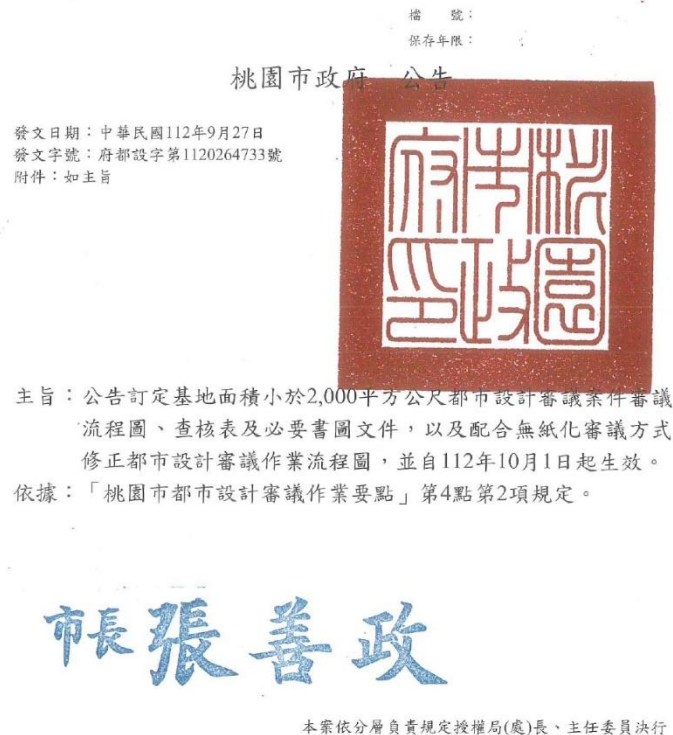 檔　　號：
保存年限：
桃園市政府　公告
發文日期：中華民國112年9月27日
發文字號：府都設字第1120264733號
附件：如主旨
桃園市政府印
主旨：公告訂定基地面積小於2,000平方公尺都市設計審議案件審議
流程圖、查核表及必要書圖文件，以及配合無紙化審議方式
修正都市設計審議作業流程圖，並自112年10月1日起生效。
依據：「桃園市都市設計審議作業要點」第4點第2項規定。
市長張善政
本案依分層負責規定授權局(處)長、主任委員決行